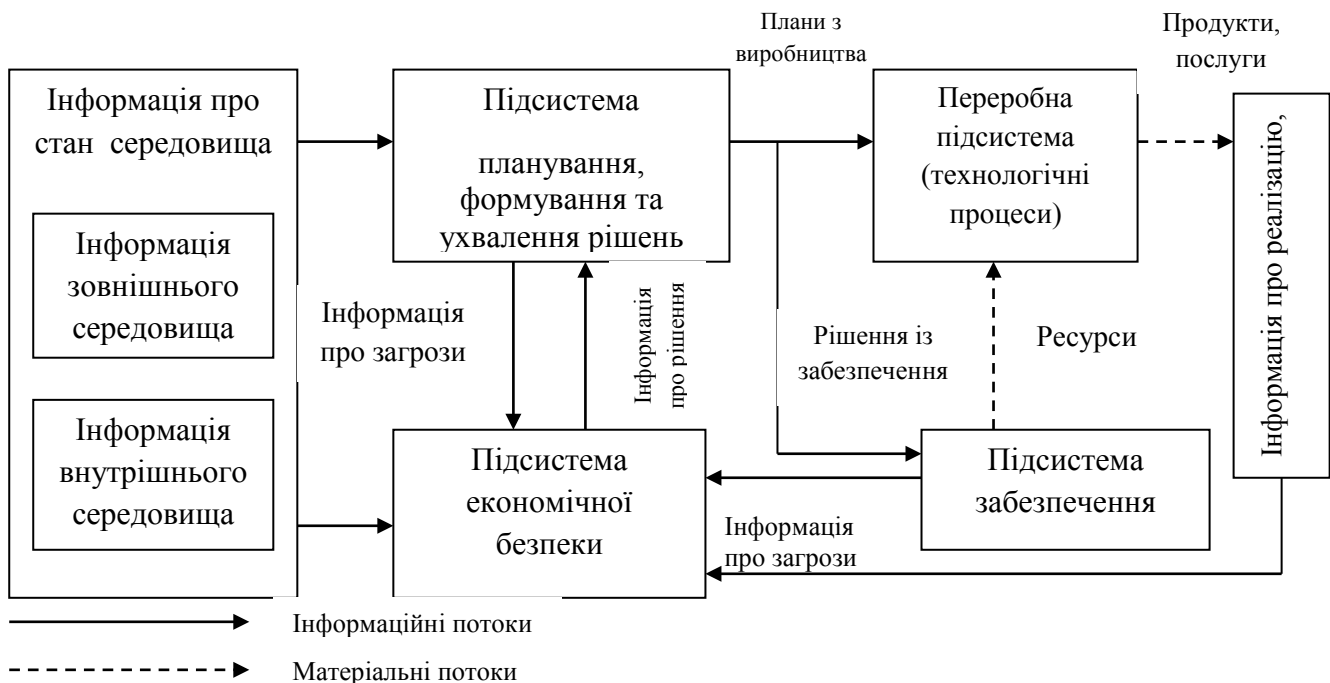 Плани з
виробництва
Продукти,
послуги
Інформація про
стан середовища
Інформація
зовнішнього
середовища
Інформація
внутрішнього
середовища
Підсистема
планування,
формування та
ухвалення рішень
Переробна
підсистема
(технологічні
процеси)
Інформація про реалізацію,
Інформація
про загрози
Інформація
про рішення
Рішення із
забезпечення
Ресурси
Підсистема
економічної
безпеки
Підсистема
забезпечення
Інформація
про загрози
Інформаційні потоки
Матеріальні потоки